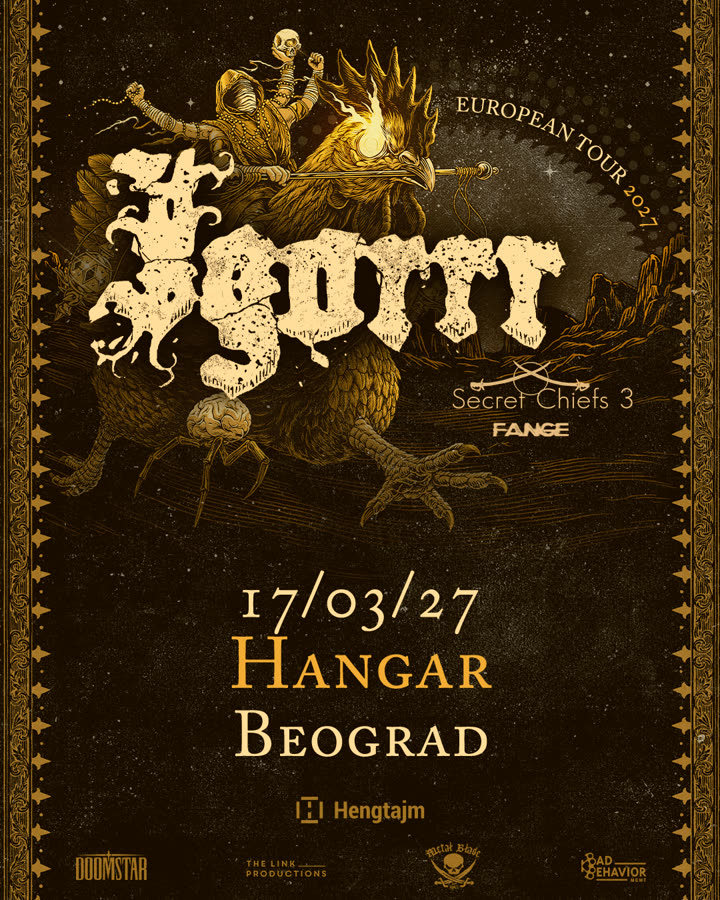 EUROPEAN TOUR 2027
Igorrr
Secret Chiefs 3
FANGE
17/03/27
HANGAR
BEOGRAD
Hengtajm
DOOMSTAR
THE LINK
PRODUCTIONS
Metal Blade
BAD
BEHAVIOR
MGMT